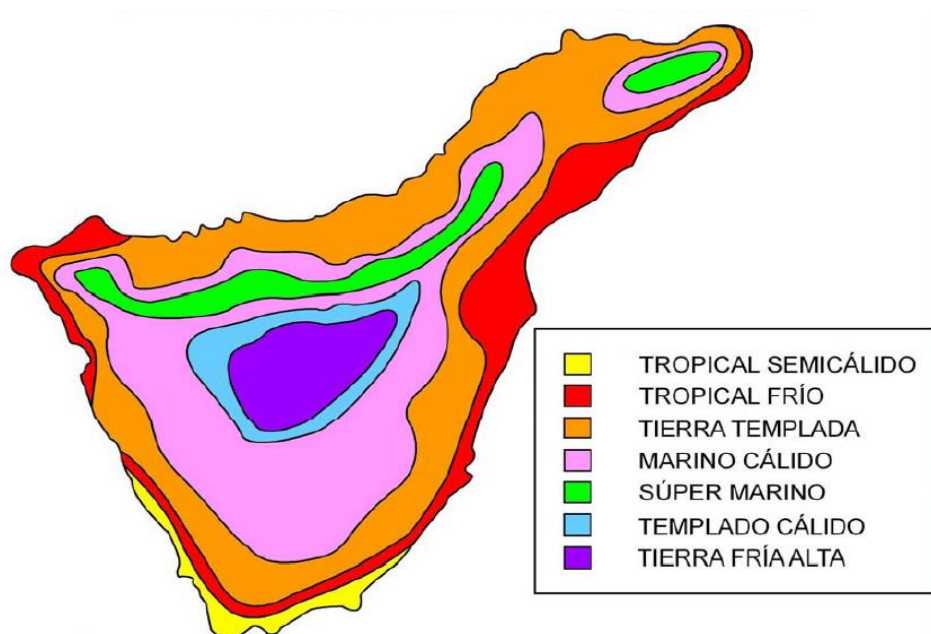 TROPICAL SEMICÁLIDO
TROPICAL FRÍO
TIERRA TEMPLADA
MARINO CÁLIDO
SÚPER MARINO
TEMPLADO CÁLIDO
TIERRA FRÍA ALTA